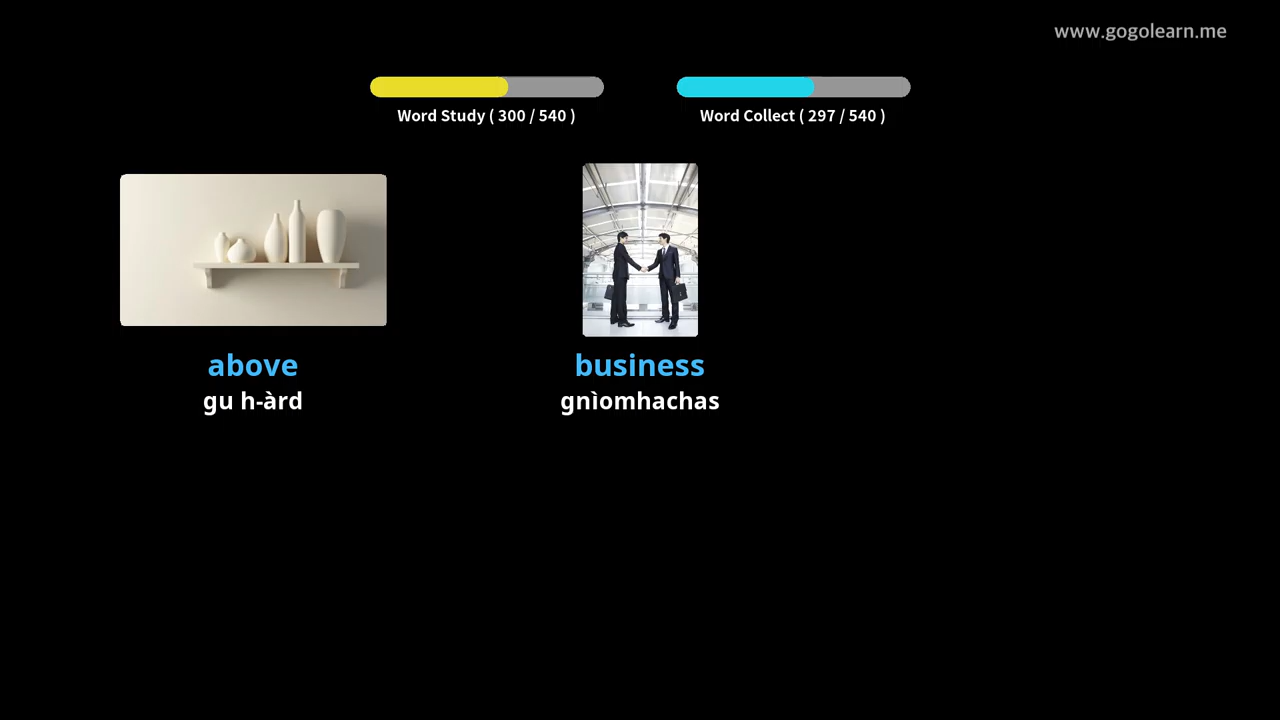 www.gogolearn.me
Word Study ( 300 / 540 )
Word Collect ( 297 / 540 )
above
gu h-àrd
business
gnìomhachas